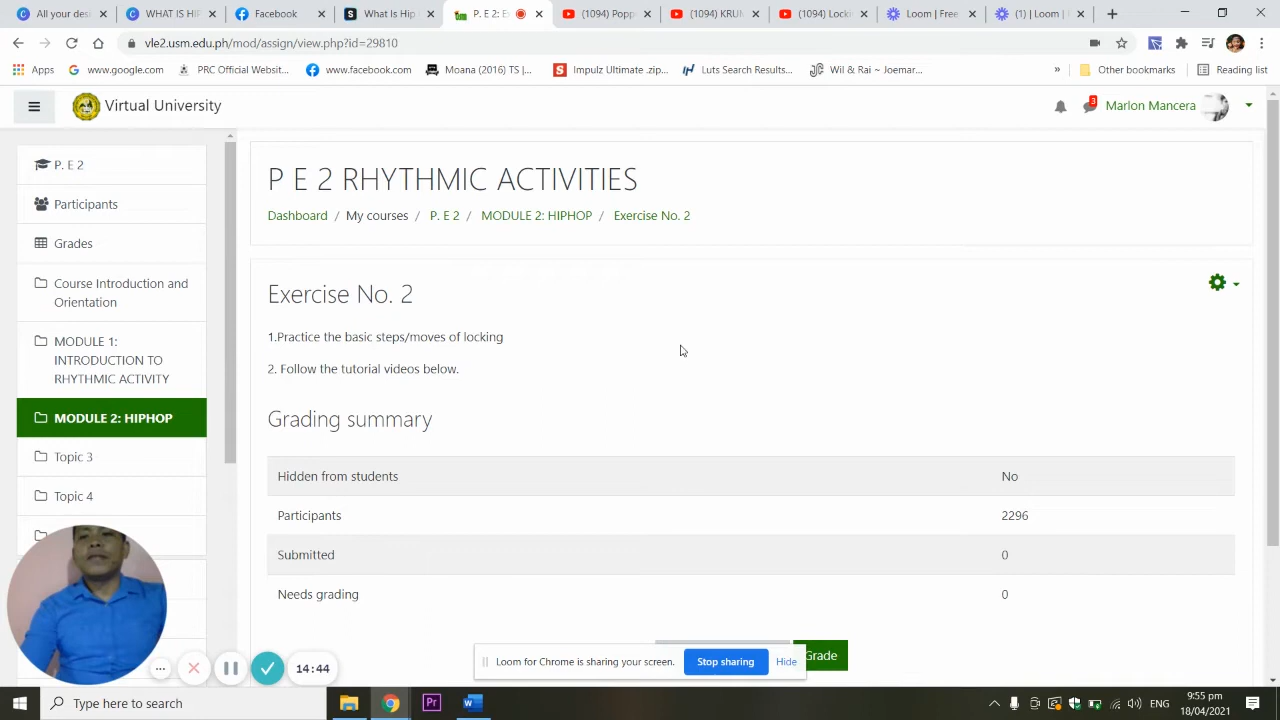 All your de
WHAT IS HIP
Facebook
What is Hip
P. E 2: Ex
(1094) Popp
(1094) KRU
(1094) Locki
Loom | Free
(1) | Loom |
vle2.usm.edu.ph/mod/assign/view.php?id=29810
Apps
www.google.com
PRC Official Websit...
www.facebook.com
Moana (2016) TS |...
Impulz Ultimate .zip...
Luts Search Results...
Wil & Rai ~ Joemar...
»
Other bookmarks
Reading list
Virtual University
3
Marlon Mancera
P. E 2
Participants
Grades
Course Introduction and
Orientation
MODULE 1:
INTRODUCTION TO
RHYTHMIC ACTIVITY
MODULE 2: HIPHOP
Topic 3
Topic 4
P E 2 RHYTHMIC ACTIVITIES
Dashboard / My courses / P. E 2 / MODULE 2: HIPHOP / Exercise No. 2
Exercise No. 2
1.Practice the basic steps/moves of locking
2. Follow the tutorial videos below.
Grading summary
Hidden from students No
Participants 2296
Submitted 0
Needs grading 0
Grade
14:44
Loom for Chrome is sharing your screen.
Stop sharing
Hide
Type here to search
Pr
ENG
9:55 pm
18/04/2021